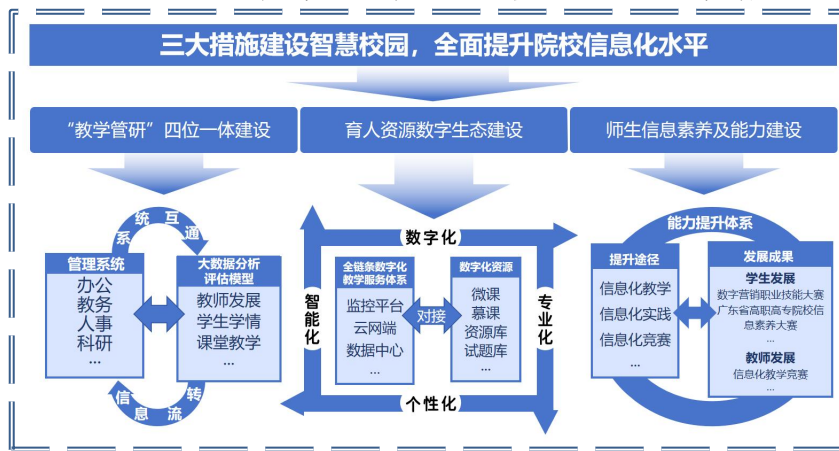 三大措施建设智慧校园，全面提升院校信息化水平
“教学管研”四位一体建设
育人资源数字生态建设
师生信息素养及能力建设
系统互通
管理系统
办公
教务
人事
科研
...
大数据分析
评估模型
教师发展
学生学情
课堂教学
...
信息流转
数字化
智能化
全链条数字化
教学服务体系
监控平台
云网端
数据中心
...
对接
数字化资源
微课
慕课
资源库
试题库
...
专业化
个性化
能力提升体系
提升途径
信息化教学
信息化实践
信息化竞赛
...
发展成果
学生发展
数字营销职业技能大赛
广东省高职高专院校信
息素养大赛
...
教师发展
信息化教学竞赛
...